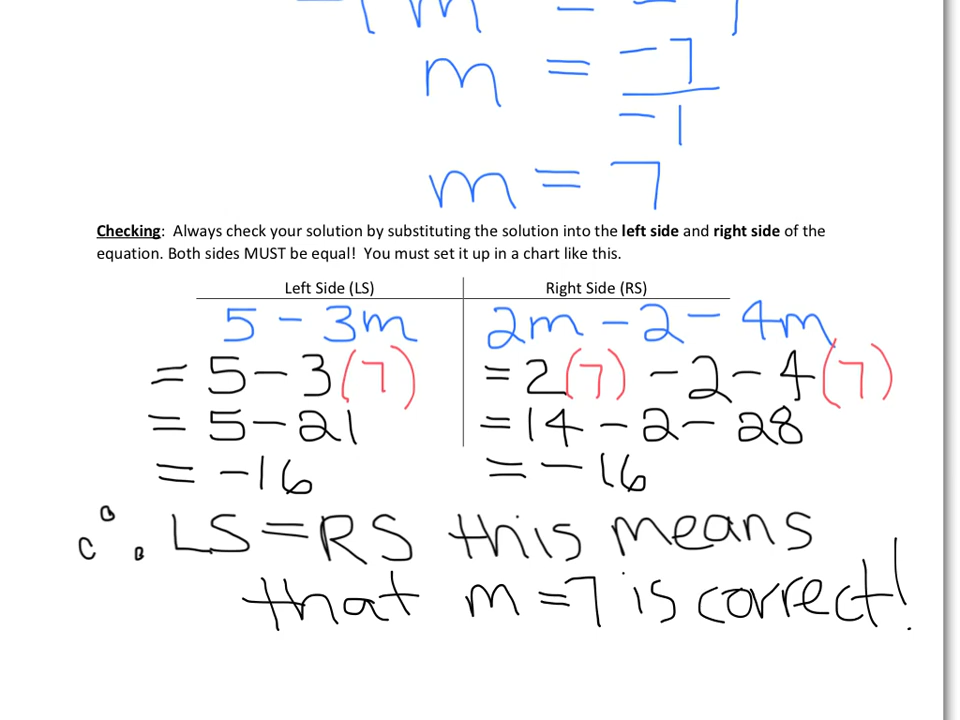 m = -7
-1
m = 7
Checking: Always check your solution by substituting the solution into the left side and right side of the
equation. Both sides MUST be equal! You must set it up in a chart like this.
Left Side (LS) Right Side (RS)
5 - 3m 2m - 2 - 4m
= 5 - 3(7) = 2(7) - 2 - 4(7)
= 5 - 21 = 14 - 2 - 28
= -16 = -16
∴ LS = RS this means
that m = 7 is correct!